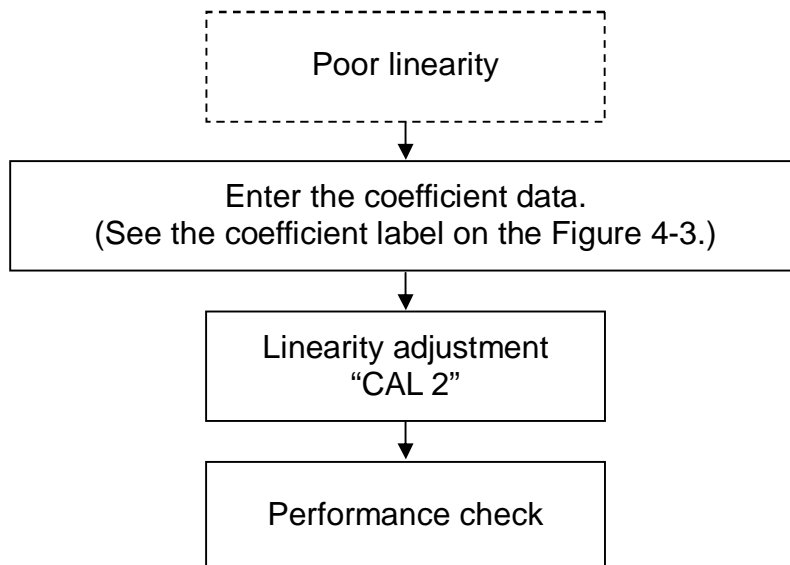 Poor linearity
Enter the coefficient data.
(See the coefficient label on the Figure 4-3.)
Linearity adjustment
“CAL 2”
Performance check